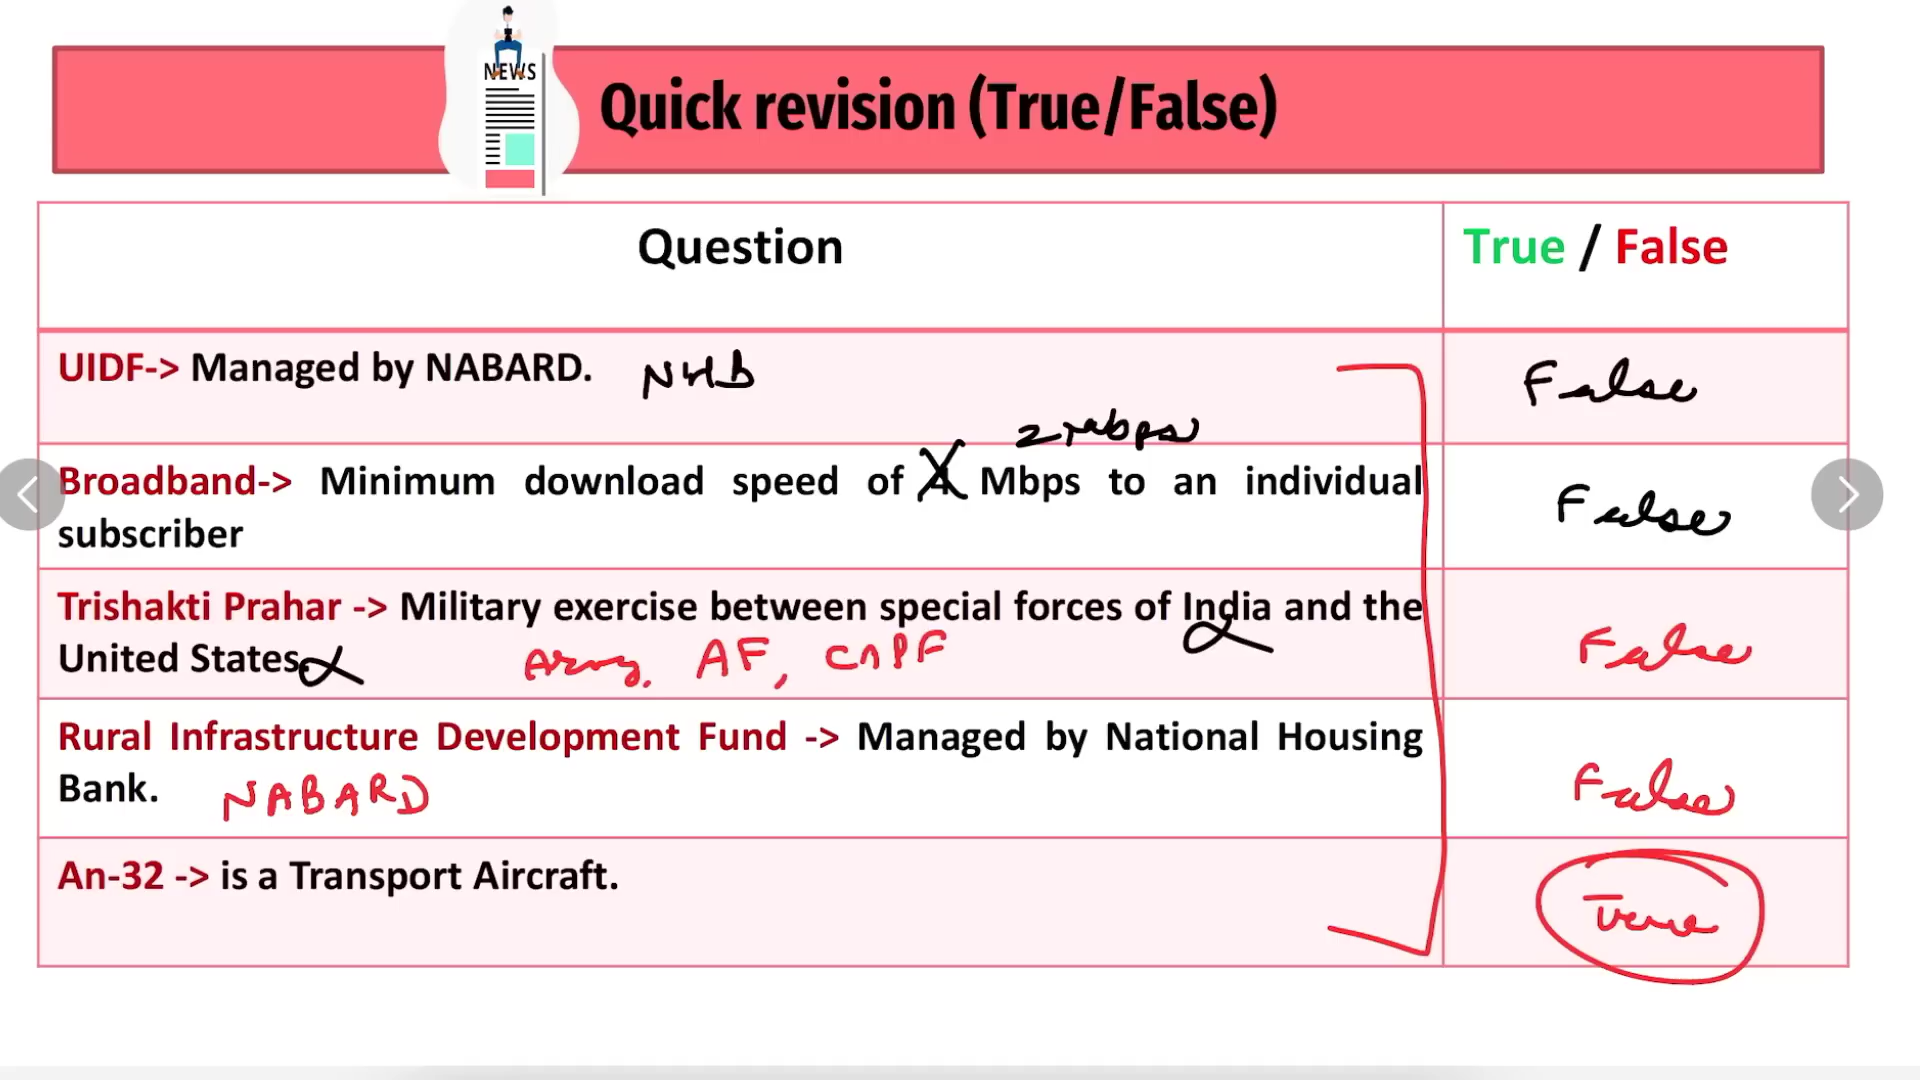 NEWS
Quick revision (True/False)
Question
True / False
UIDF-> Managed by NABARD. NHB
False
2 mbps
Broadband-> Minimum download speed of 4 Mbps to an individual
subscriber
False
Trishakti Prahar -> Military exercise between special forces of India and the
United States. Army, AF, CAPF
False
Rural Infrastructure Development Fund -> Managed by National Housing
Bank. NABARD
False
An-32 -> is a Transport Aircraft.
True